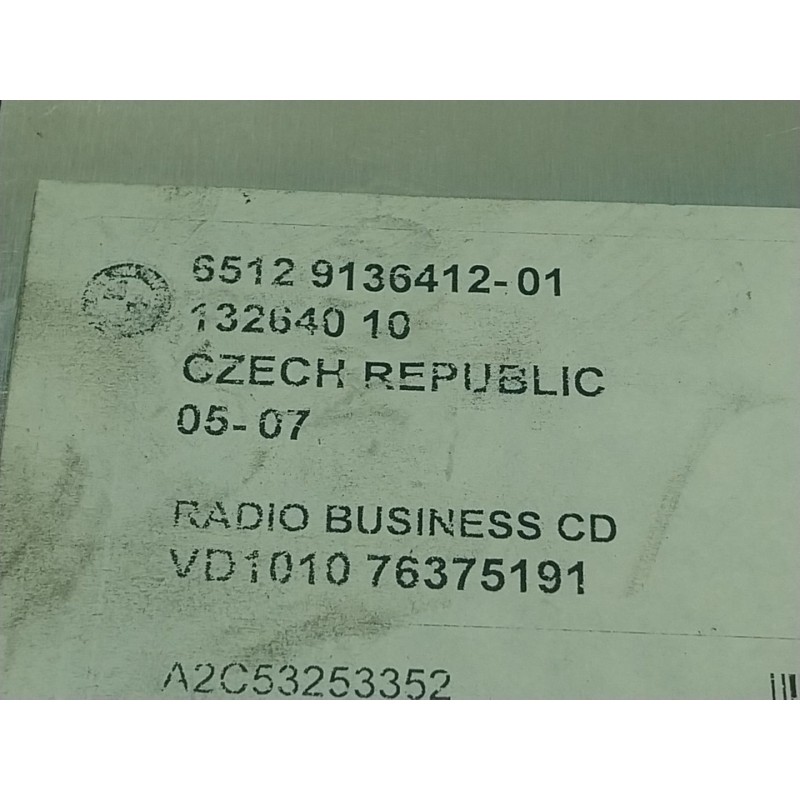 6512 9136412-01
132640 10
CZECH REPUBLIC
05-07
RADIO BUSINESS CD
VD1010 76375191
A2C53253352